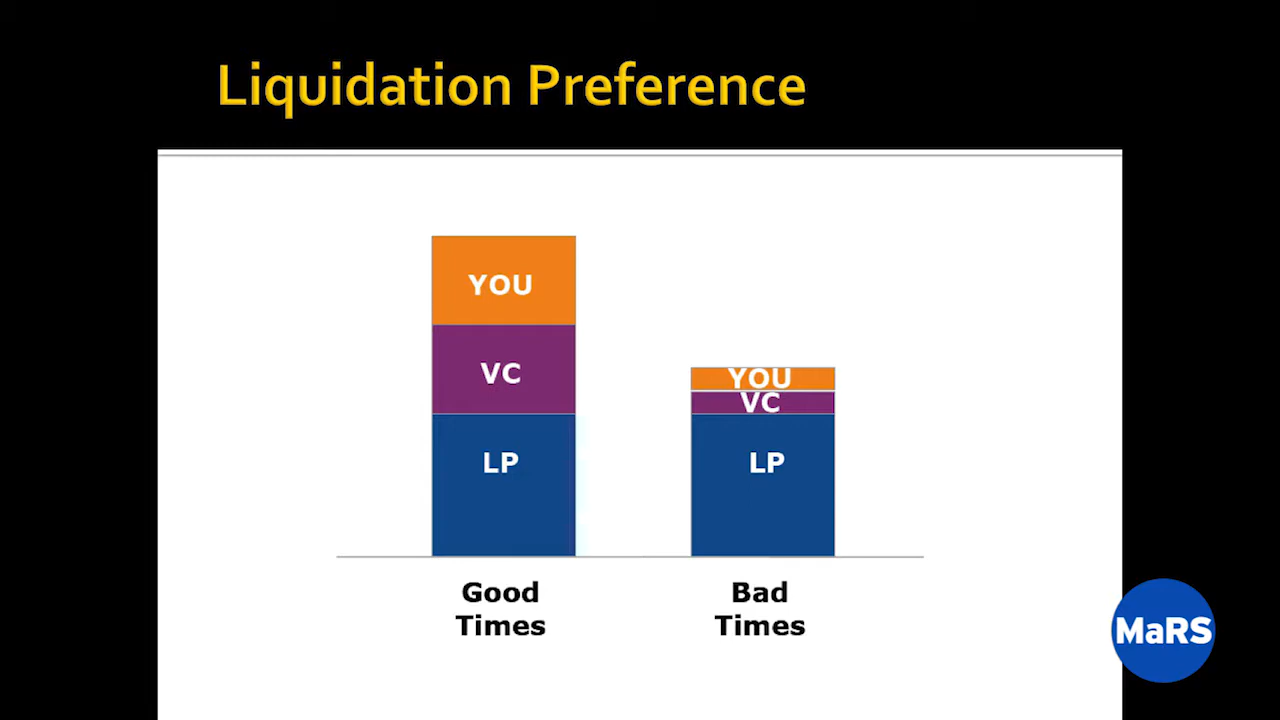 Liquidation Preference
YOU
VC
LP
YOU
VC
LP
Good
Times
Bad
Times
MaRS